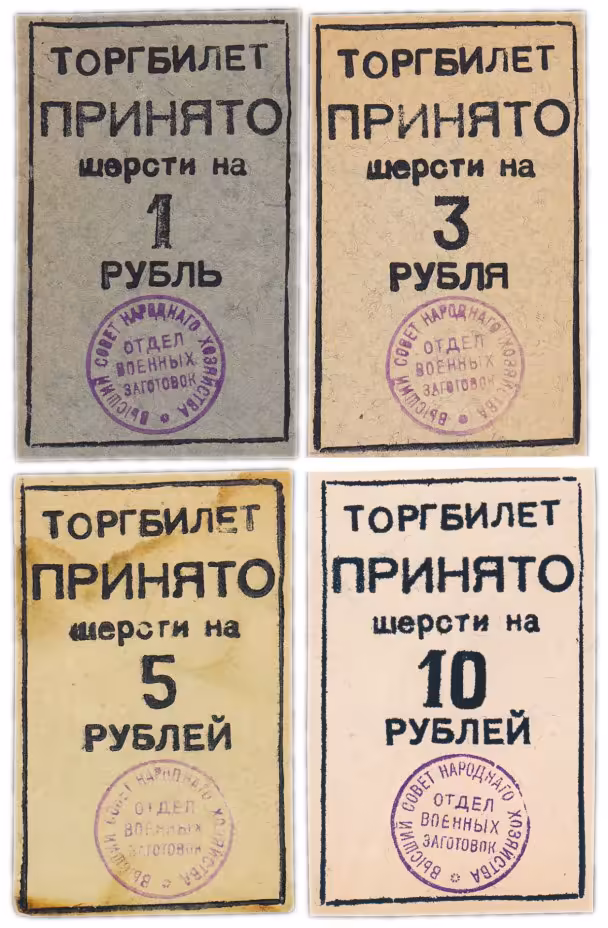 ТОРГБИЛЕТ
ПРИНЯТО
шерсти на
1
РУБЛЬ
ВЫСШИЙ СОВЕТ НАРОДНАГО ХОЗЯЙСТВА
ОТДЕЛ
ВОЕННЫХ
ЗАГОТОВОК
ТОРГБИЛЕТ
ПРИНЯТО
шерсти на
3
РУБЛЯ
ВЫСШИЙ СОВЕТ НАРОДНАГО ХОЗЯЙСТВА
ОТДЕЛ
ВОЕННЫХ
ЗАГОТОВОК
ТОРГБИЛЕТ
ПРИНЯТО
шерсти на
5
РУБЛЕЙ
ВЫСШИЙ СОВЕТ НАРОДНАГО ХОЗЯЙСТВА
ОТДЕЛ
ВОЕННЫХ
ЗАГОТОВОК
ТОРГБИЛЕТ
ПРИНЯТО
шерсти на
10
РУБЛЕЙ
ВЫСШИЙ СОВЕТ НАРОДНАГО ХОЗЯЙСТВА
ОТДЕЛ
ВОЕННЫХ
ЗАГОТОВОК